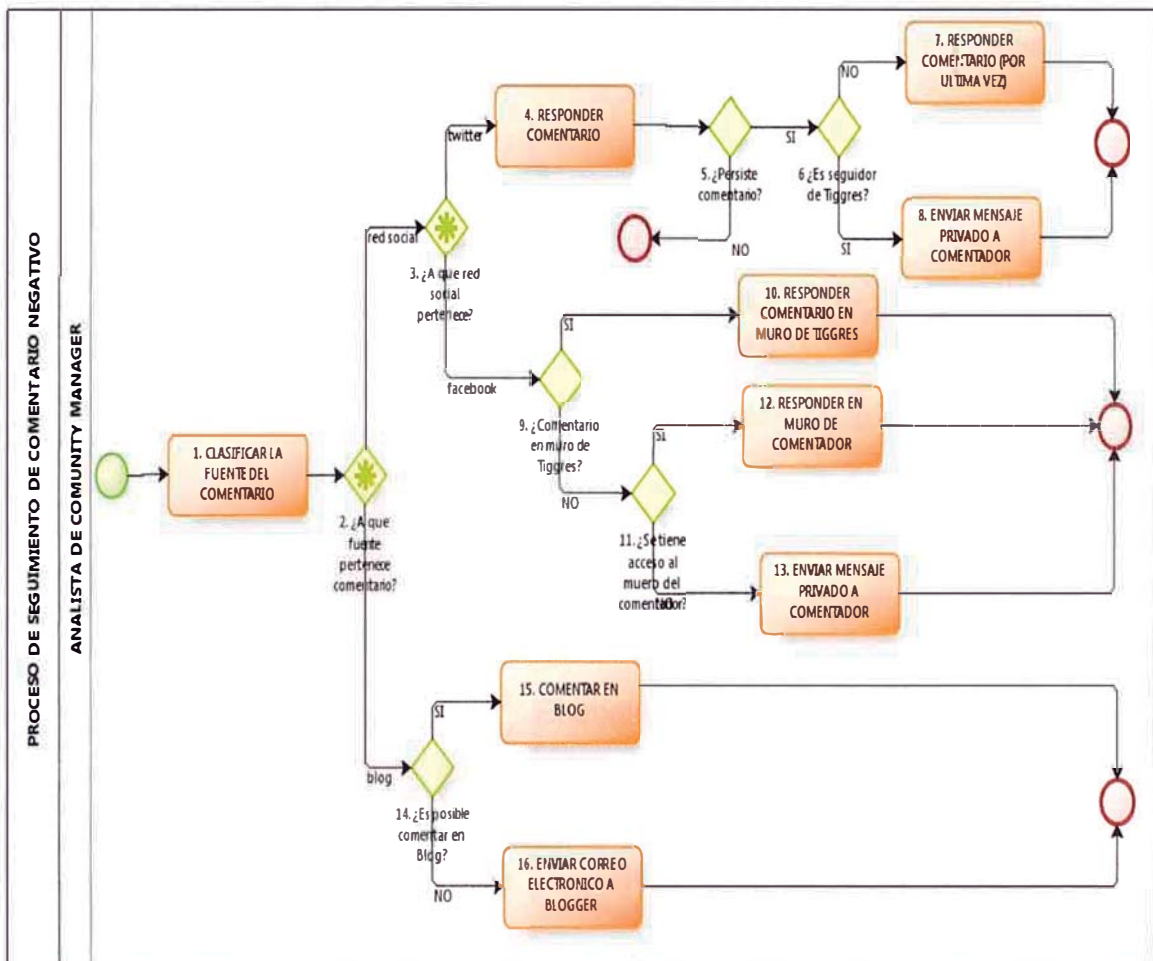 PROCESO DE SEGUIMIENTO DE COMENTARIO NEGATIVO
ANALISTA DE COMUNITY MANAGER
1. CLASIFICAR LA
FUENTE DEL
COMENTARIO
2. ¿A que
fuente
pertenece
comentario?
red social
3. ¿A que red
social
pertenece?
twitter
4. RESPONDER
COMENTARIO
5. ¿Persiste
comentario?
NO
SI
6 ¿Es seguidor
de Tiggres?
NO
7. RESPONDER
COMENTARIO (POR
ULTIMA VEZ)
SI
8. ENVIAR MENSAJE
PRIVADO A
COMENTADOR
facebook
9. ¿Comentario
en muro de
Tiggres?
SI
10. RESPONDER
COMENTARIO EN
MURO DE TIGGRES
NO
11. ¿Se tiene
acceso al
muero del
comentador?
SI
12. RESPONDER EN
MURO DE
COMENTADOR
NO
13. ENVIAR MENSAJE
PRIVADO A
COMENTADOR
blog
14. ¿Es posible
comentar en
Blog?
SI
15. COMENTAR EN
BLOG
NO
16. ENVIAR CORREO
ELECTRONICO A
BLOGGER